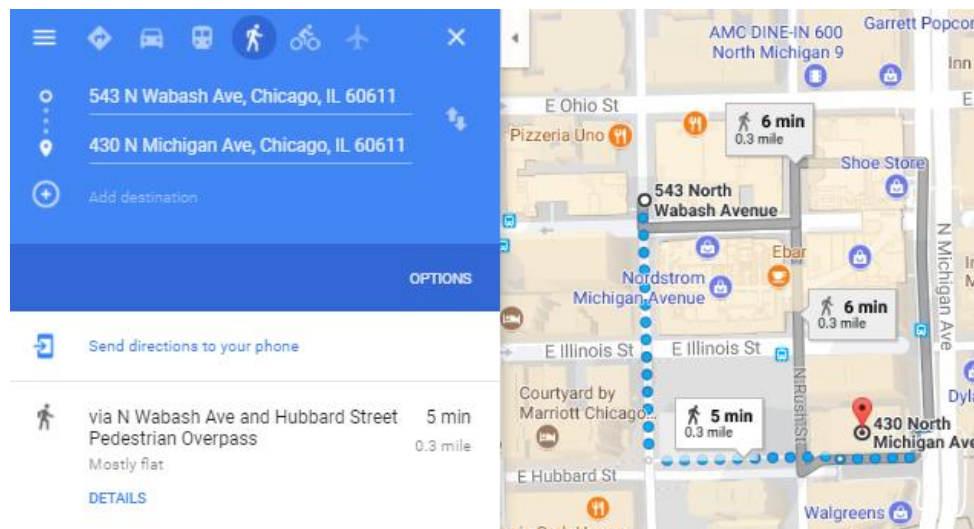 543 N Wabash Ave, Chicago, IL 60611
430 N Michigan Ave, Chicago, IL 60611
Add destination
OPTIONS
Send directions to your phone
via N Wabash Ave and Hubbard Street
Pedestrian Overpass
5 min
0.3 mile
Mostly flat
DETAILS
AMC DINE-IN 600
North Michigan 9
Garrett Popcor
Inn
E Ohio St
E
Pizzeria Uno
6 min
0.3 mile
Shoe Store
543 North
Wabash Avenue
N Michigan Ave
Ebar
Nordstrom
Michigan Avenue
6 min
0.3 mile
E Illinois St
E Illinois St
N Rush St
Courtyard by
Marriott Chicago...
5 min
0.3 mile
Dyla
430 North
Michigan Ave
E Hubbard St
Walgreens